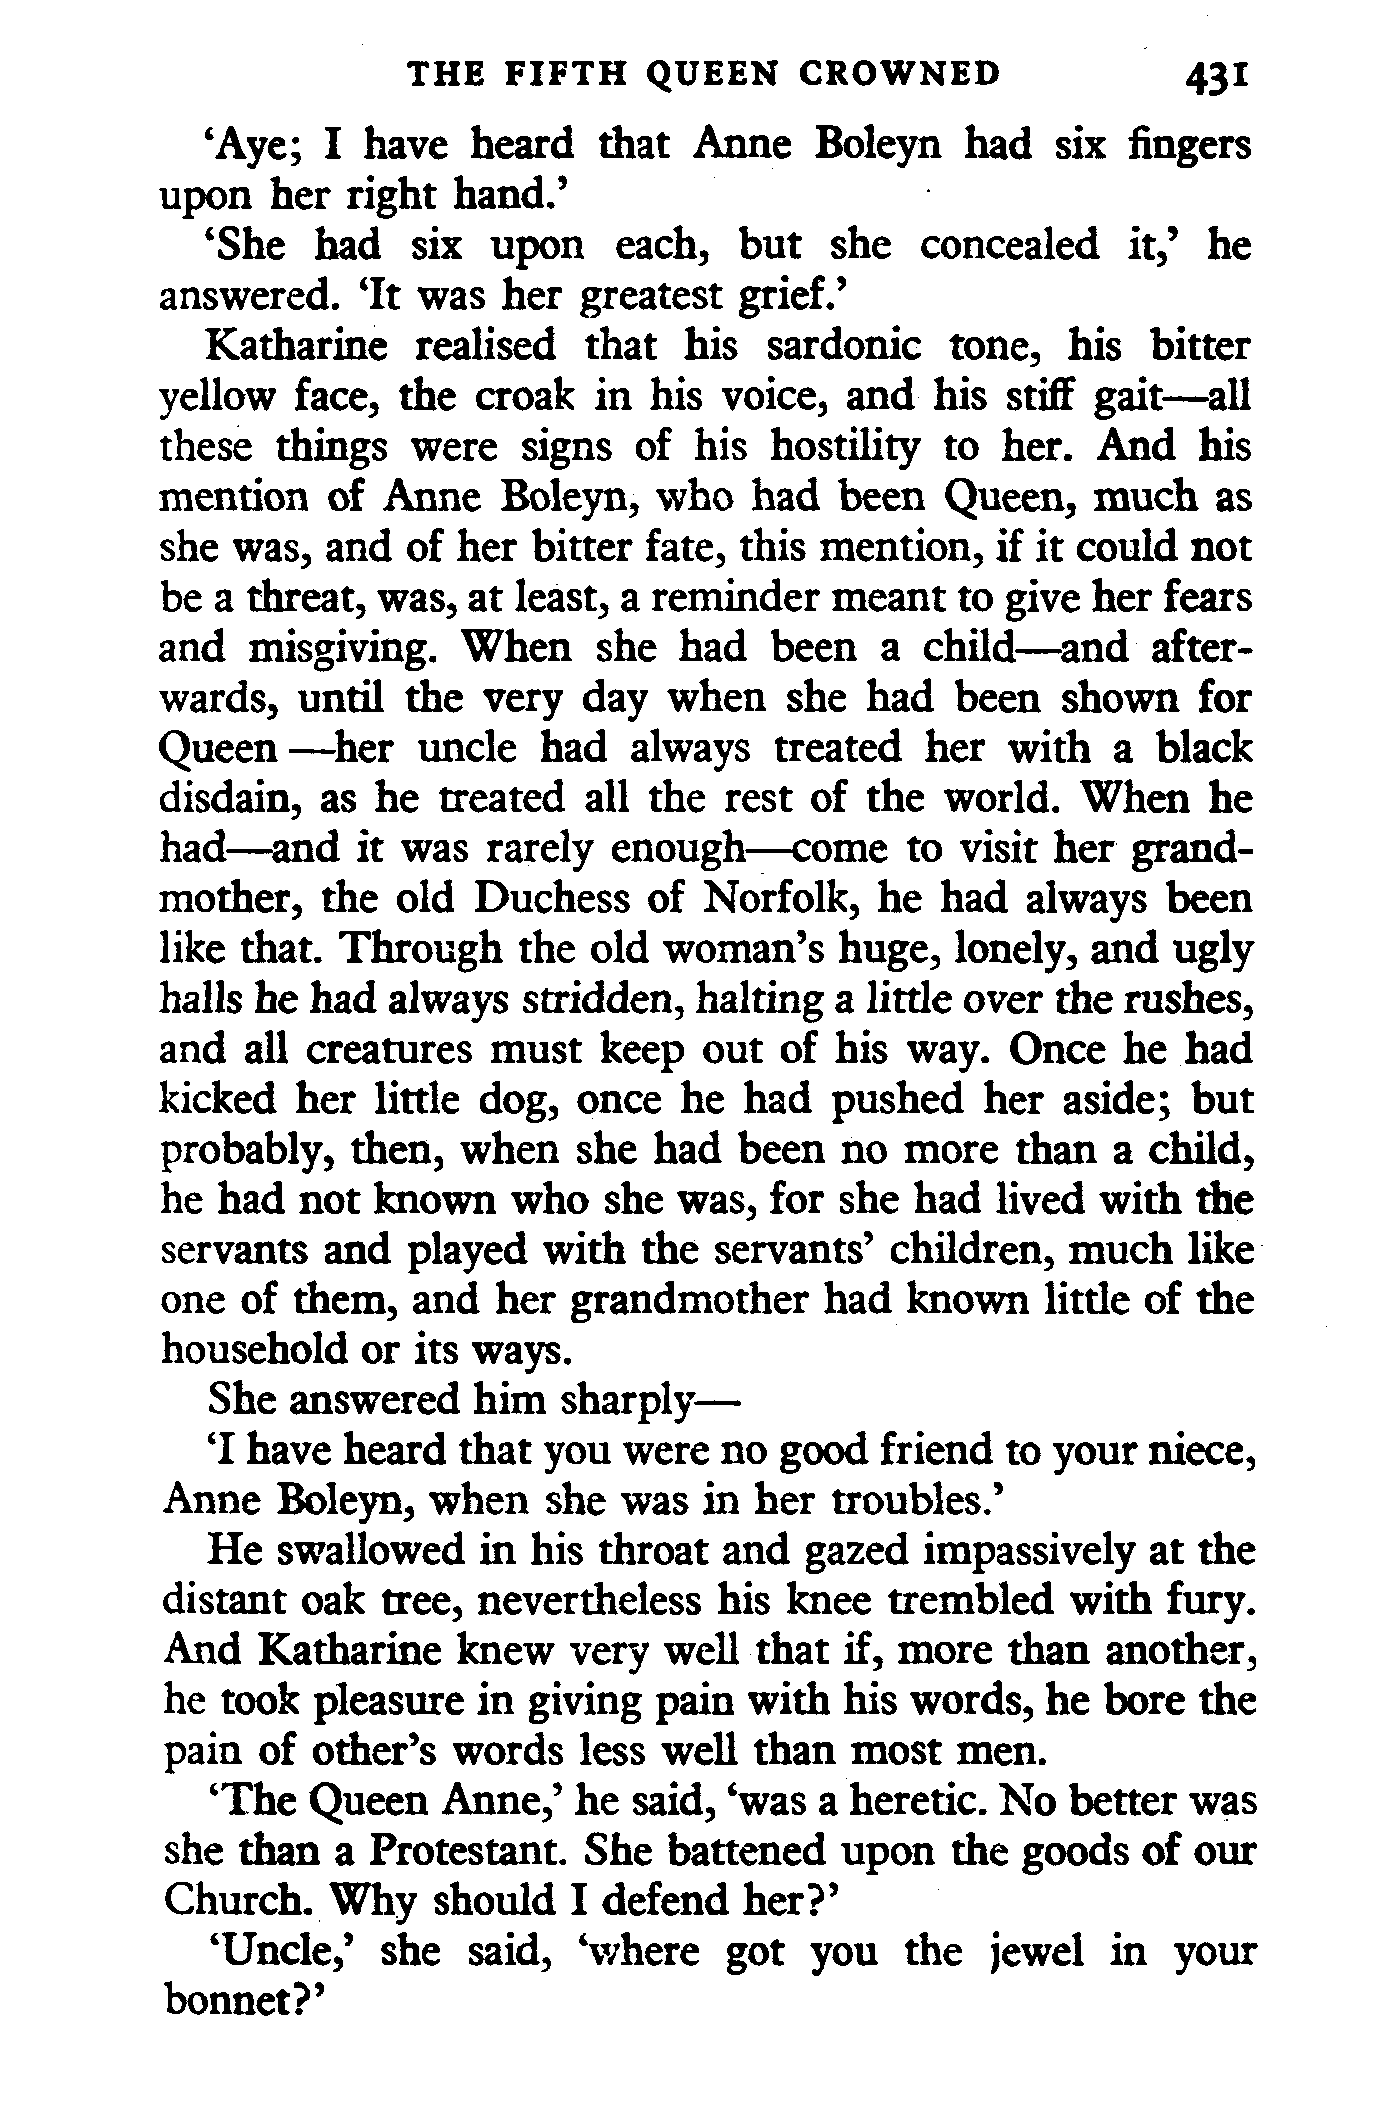 THE FIFTH QUEEN CROWNED 431
‘Aye; I have heard that Anne Boleyn had six fingers
upon her right hand.’
‘She had six upon each, but she concealed it,’ he
answered. ‘It was her greatest grief.’
Katharine realised that his sardonic tone, his bitter
yellow face, the croak in his voice, and his stiff gait—all
these things were signs of his hostility to her. And his
mention of Anne Boleyn, who had been Queen, much as
she was, and of her bitter fate, this mention, if it could not
be a threat, was, at least, a reminder meant to give her fears
and misgiving. When she had been a child—and after-
wards, until the very day when she had been shown for
Queen —her uncle had always treated her with a black
disdain, as he treated all the rest of the world. When he
had—and it was rarely enough—come to visit her grand-
mother, the old Duchess of Norfolk, he had always been
like that. Through the old woman’s huge, lonely, and ugly
halls he had always stridden, halting a little over the rushes,
and all creatures must keep out of his way. Once he had
kicked her little dog, once he had pushed her aside; but
probably, then, when she had been no more than a child,
he had not known who she was, for she had lived with the
servants and played with the servants’ children, much like
one of them, and her grandmother had known little of the
household or its ways.
She answered him sharply—
‘I have heard that you were no good friend to your niece,
Anne Boleyn, when she was in her troubles.’
He swallowed in his throat and gazed impassively at the
distant oak tree, nevertheless his knee trembled with fury.
And Katharine knew very well that if, more than another,
he took pleasure in giving pain with his words, he bore the
pain of other’s words less well than most men.
‘The Queen Anne,’ he said, ‘was a heretic. No better was
she than a Protestant. She battened upon the goods of our
Church. Why should I defend her?’
‘Uncle,’ she said, ‘where got you the jewel in your
bonnet?’